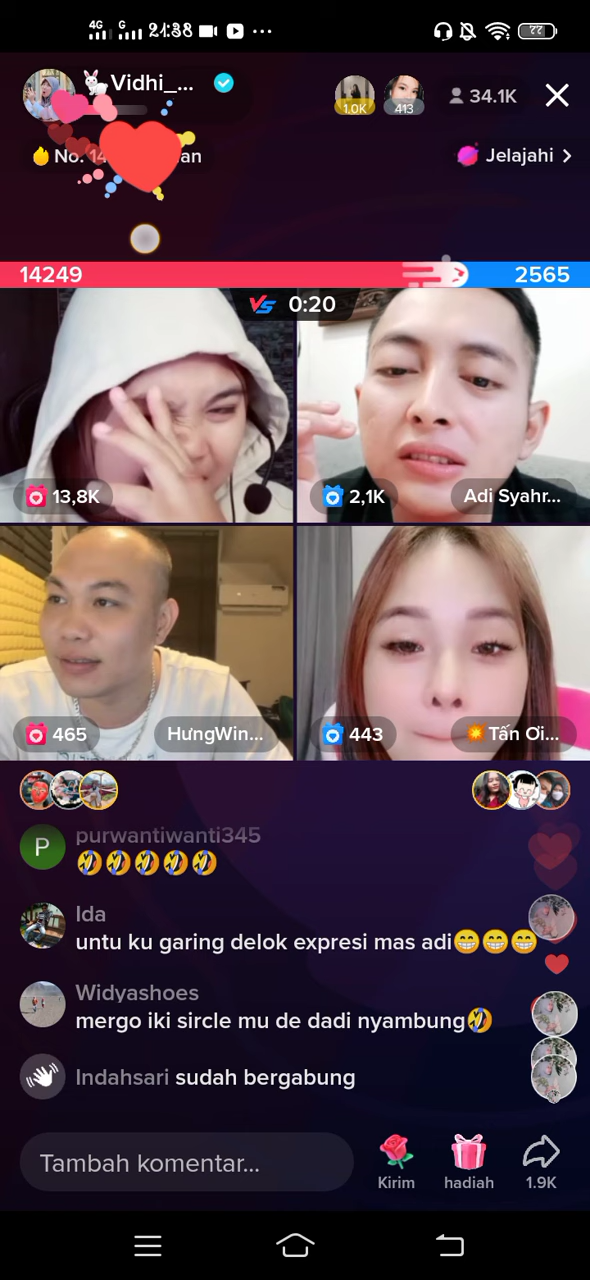 4G G 21:38 77
Vidhi_...
1.0K 413 34.1K
No. 14 an
Jelajahi
14249 2565
VS 0:20
13,8K
2,1K Adi Syahr...
465 HưngWin...
443 Tấn Ơi...
P
purwantiwanti345
🤣🤣🤣🤣🤣
Ida
untu ku garing delok expresi mas adi😁😁😁
Widyashoes
mergo iki sircle mu de dadi nyambung🤣
Indahsari sudah bergabung
Tambah komentar...
Kirim hadiah 1.9K